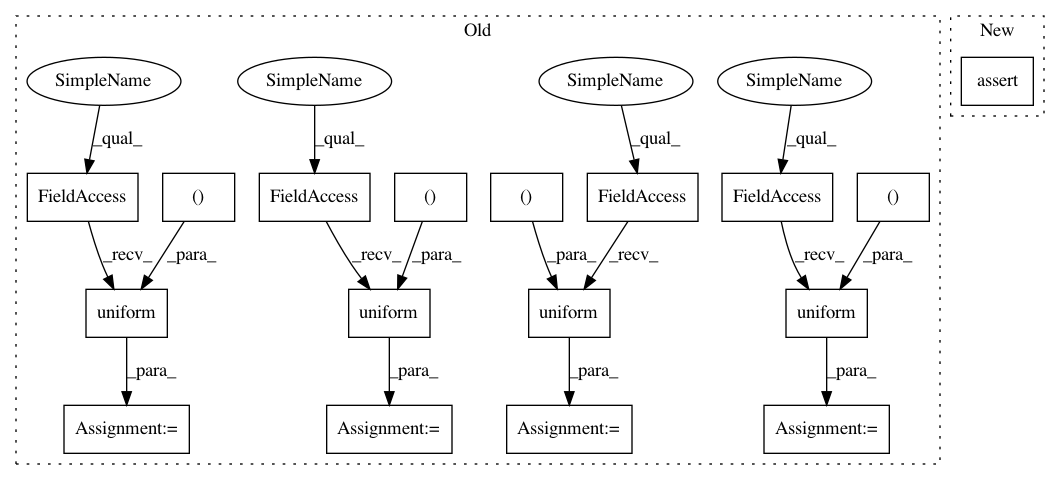 Old
New
SimpleName
SimpleName
SimpleName
SimpleName
assert
_qual_
_qual_
_qual_
_qual_
FieldAccess
()
FieldAccess
()
()
FieldAccess
FieldAccess
()
_recv_
_para_
_recv_
_para_
_para_
_recv_
_recv_
_para_
uniform
uniform
uniform
uniform
_para_
_para_
_para_
_para_
Assignment:=
Assignment:=
Assignment:=
Assignment:=